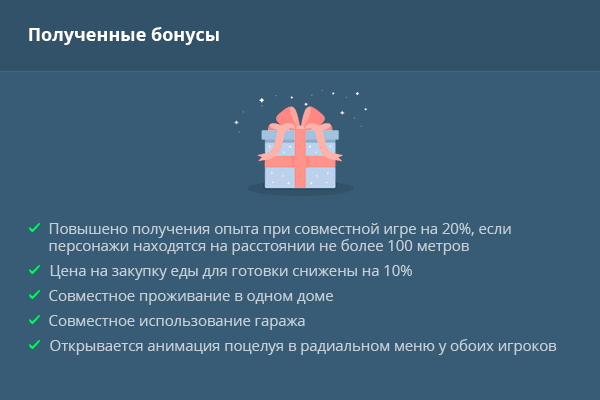 Полученные бонусы
Повышено получения опыта при совместной игре на 20%, если
персонажи находятся на расстоянии не более 100 метров
Цена на закупку еды для готовки снижены на 10%
Совместное проживание в одном доме
Совместное использование гаража
Открывается анимация поцелуя в радиальном меню у обоих игроков